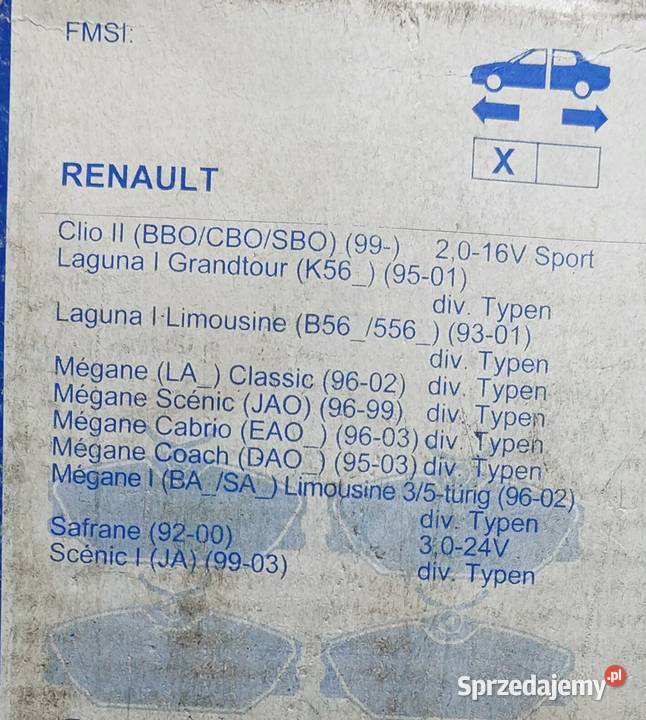 FMSI:
X
RENAULT
Clio II (BBO/CBO/SBO) (99-) 2,0-16V Sport
Laguna I Grandtour (K56_) (95-01)
div. Typen
Laguna I Limousine (B56_/556_) (93-01)
div. Typen
Mégane (LA_) Classic (96-02) div. Typen
Mégane Scénic (JAO) (96-99) div. Typen
Mégane Cabrio (EAO_) (96-03) div. Typen
Mégane Coach (DAO_) (95-03) div. Typen
Mégane I (BA_/SA_) Limousine 3/5-türig (96-02)
div. Typen
Safrane (92-00) 3,0-24V
Scénic I (JA) (99-03) div. Typen
Sprzedajemy.pl